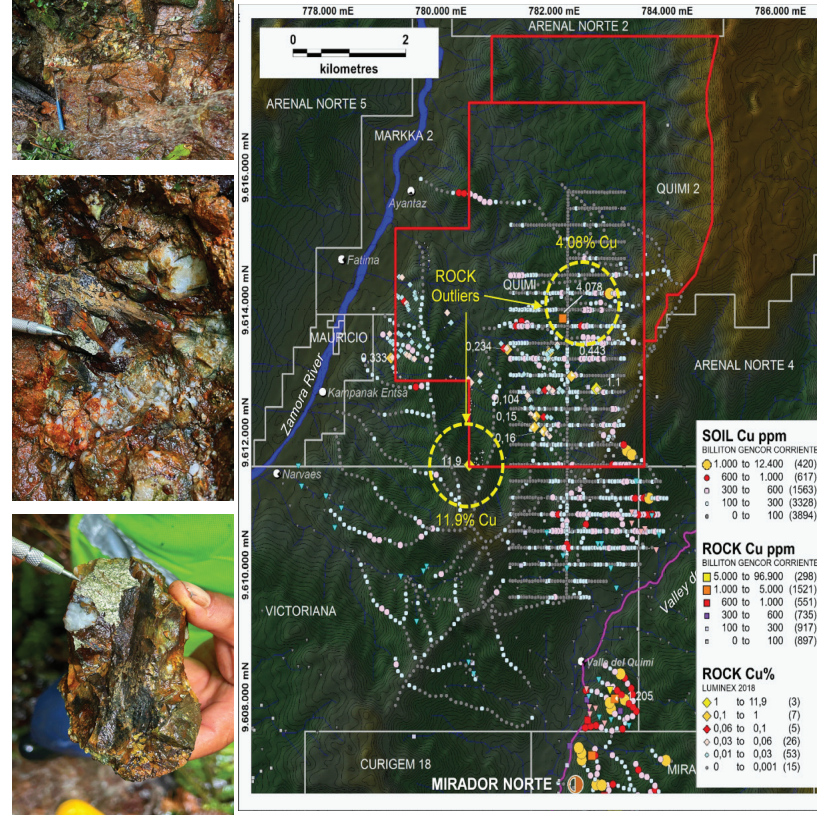 778.000 mE
780.000 mE
782.000 mE
784.000 mE
786.000 mE
0
2
kilometres
ARENAL NORTE 2
ARENAL NORTE 5
MARKKA 2
9.616.000 mN
QUIMI 2
Ayantaz
4.08% Cu
Fatima
ROCK
Outliers
QUIMI
4.078
9.614.000 mN
MAURICIO
0,333
0,234
0,443
ARENAL NORTE 4
Zamora River
Kampanak Entsa
1.1
0,104
0,15
0,16
9.612.000 mN
11.9
Narvaes
11.9% Cu
9.610.000 mN
VICTORIANA
Valley de
Valle del Quimi
9.608.000 mN
1,205
CURIGEM 18
MIRADOR NORTE
MIRA
SOIL Cu ppm
BILLITON GENCOR CORRIENTE
1.000 to 12.400 (420)
600 to 1.000 (617)
300 to 600 (1563)
100 to 300 (3328)
0 to 100 (3894)
ROCK Cu ppm
BILLITON GENCOR CORRIENTE
5.000 to 96.900 (298)
1.000 to 5.000 (1521)
600 to 1.000 (551)
300 to 600 (735)
100 to 300 (917)
0 to 100 (897)
ROCK Cu%
LUMINEX 2018
1 to 11,9 (3)
0,1 to 1 (7)
0,06 to 0,1 (5)
0,03 to 0,06 (26)
0,01 to 0,03 (53)
0 to 0,001 (15)